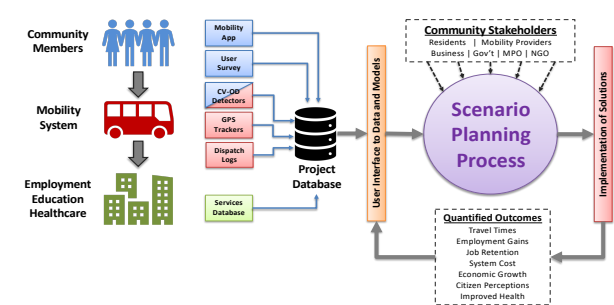 Community
Members
Mobility
System
Employment
Education
Healthcare
Mobility
App
User
Survey
CV-OD
Detectors
GPS
Trackers
Dispatch
Logs
Services
Database
Project
Database
User Interface to Data and Models
Community Stakeholders
Residents | Mobility Providers
Business | Gov't | MPO | NGO
Scenario
Planning
Process
Implementation of Solutions
Quantified Outcomes
Travel Times
Employment Gains
Job Retention
System Cost
Economic Growth
Citizen Perceptions
Improved Health